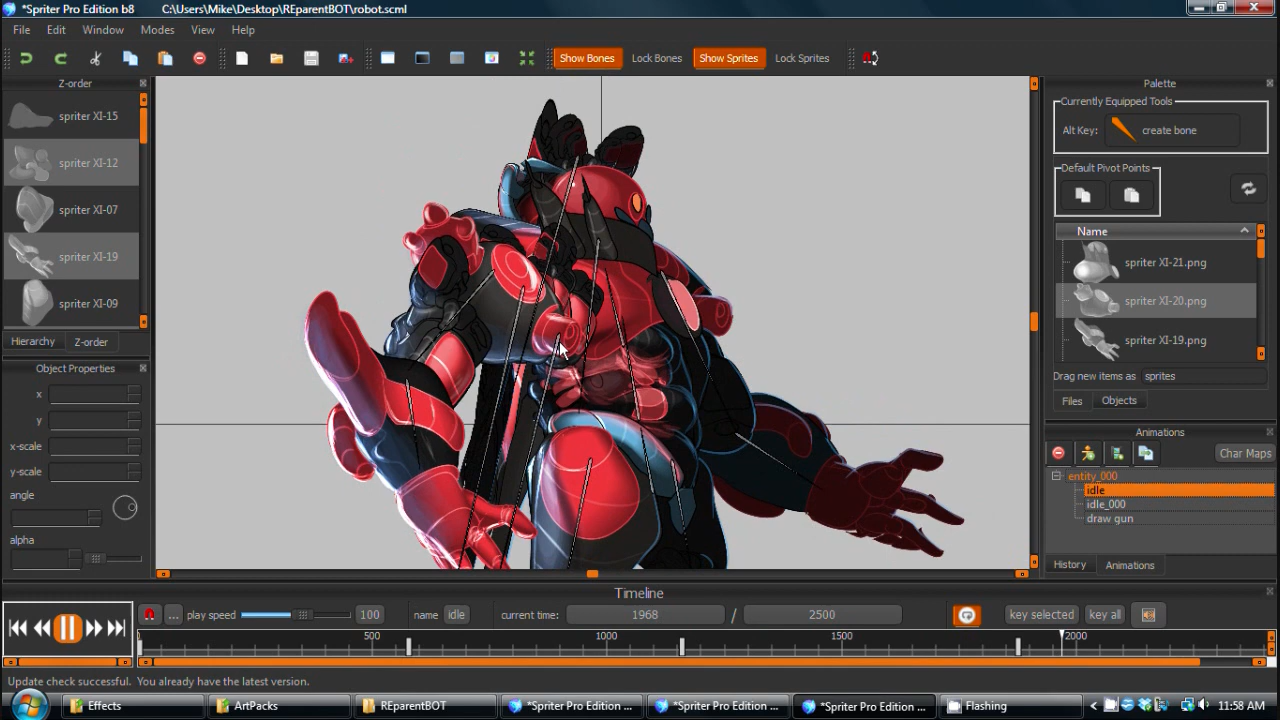 *Spriter Pro Edition b8 C:\Users\Mike\Desktop\REparentBOT\robot.scml
File Edit Window Modes View Help
Show Bones Lock Bones Show Sprites Lock Sprites
Z-order
spriter XI-15
spriter XI-12
spriter XI-07
spriter XI-19
spriter XI-09
Hierarchy Z-order
Object Properties
x
y
x-scale
y-scale
angle
alpha
Palette
Currently Equipped Tools
Alt Key: create bone
Default Pivot Points
Name
spriter XI-21.png
spriter XI-20.png
spriter XI-19.png
Drag new items as sprites
Files Objects
Animations
Char Maps
entity_000
idle
idle_000
draw gun
History Animations
Timeline
... play speed 100 name idle current time: 1968 / 2500 key selected key all
500 1000 1500 2000
Update check successful. You already have the latest version.
Effects ArtPacks REparentBOT *Spriter Pro Edition ... *Spriter Pro Edition ... *Spriter Pro Edition ... Flashing 11:58 AM